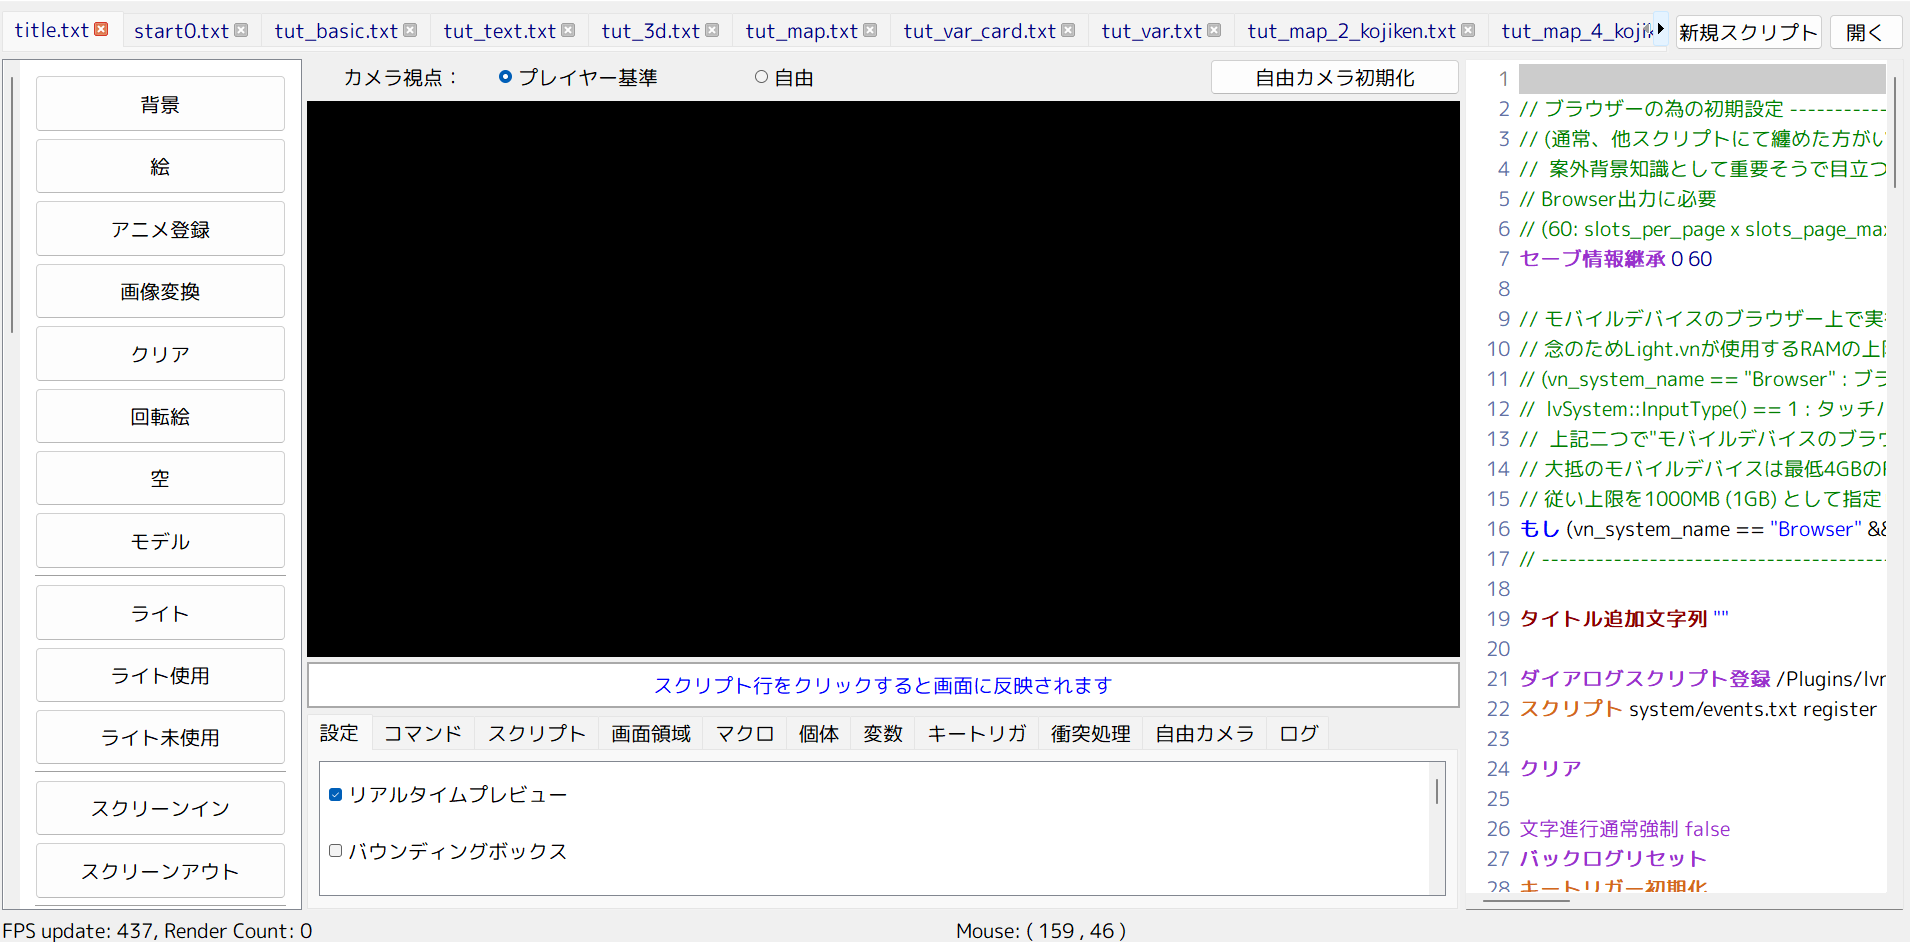 title.txt
start0.txt
tut_basic.txt
tut_text.txt
tut_3d.txt
tut_map.txt
tut_var_card.txt
tut_var.txt
tut_map_2_kojiken.txt
tut_map_4_kojik
新規スクリプト
開く
背景
絵
アニメ登録
画像変換
クリア
回転絵
空
モデル
ライト
ライト使用
ライト未使用
スクリーンイン
スクリーンアウト
カメラ視点：
プレイヤー基準
自由
自由カメラ初期化
スクリプト行をクリックすると画面に反映されます
設定
コマンド
スクリプト
画面領域
マクロ
個体
変数
キートリガ
衝突処理
自由カメラ
ログ
リアルタイムプレビュー
バウンディングボックス
1
2 // ブラウザーの為の初期設定 -----------
3 // (通常、他スクリプトにて纏めた方がい
4 //  案外背景知識として重要そうで目立つ
5 // Browser出力に必要
6 // (60: slots_per_page x slots_page_max
7 セーブ情報継承 0 60
8
9 // モバイルデバイスのブラウザー上で実
10 // 念のためLight.vnが使用するRAMの上限
11 // (vn_system_name == "Browser" : ブラ
12 //  lvSystem::InputType() == 1 : タッチ
13 //  上記二つで"モバイルデバイスのブラウ
14 // 大抵のモバイルデバイスは最低4GBの
15 // 従い上限を1000MB (1GB) として指定
16 もし (vn_system_name == "Browser" &&
17 // ---------------------------------------
18
19 タイトル追加文字列 ""
20
21 ダイアログスクリプト登録 /Plugins/lvn
22 スクリプト system/events.txt register
23
24 クリア
25
26 文字進行通常強制 false
27 バックログリセット
28 キートリガー初期化
FPS update: 437, Render Count: 0
Mouse: ( 159 , 46 )